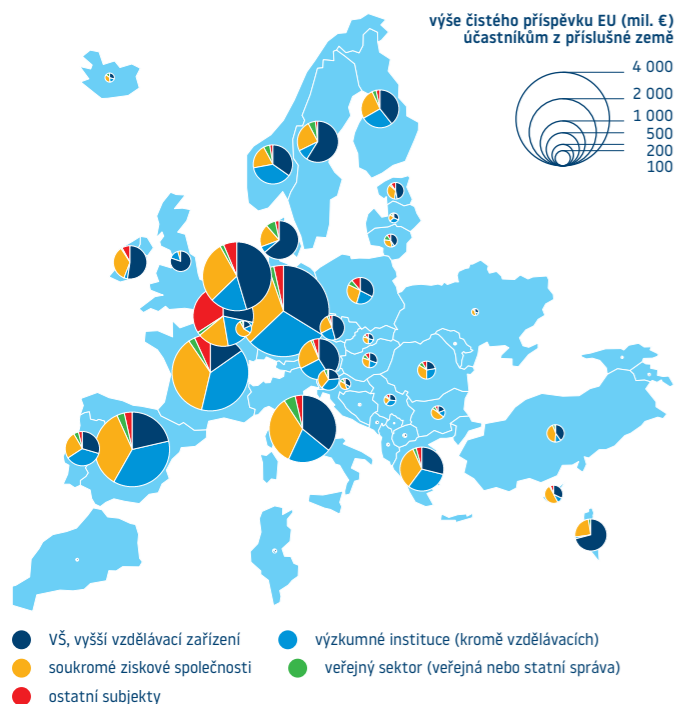 výše čistého příspěvku EU (mil. €)
účastníkům z příslušné země
4 000
2 000
1 000
500
200
100
VŠ, vyšší vzdělávací zařízení
výzkumné instituce (kromě vzdělávacích)
soukromé ziskové společnosti
veřejný sektor (veřejná nebo statní správa)
ostatní subjekty